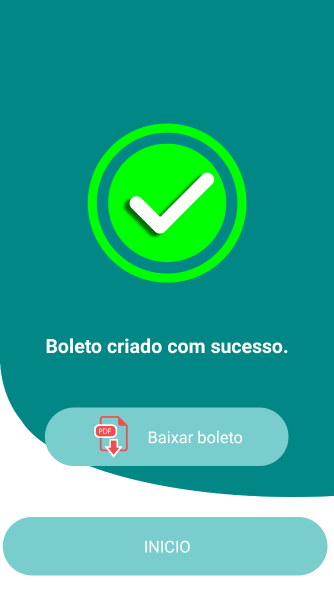 Boleto criado com sucesso.
PDF
Baixar boleto
INICIO